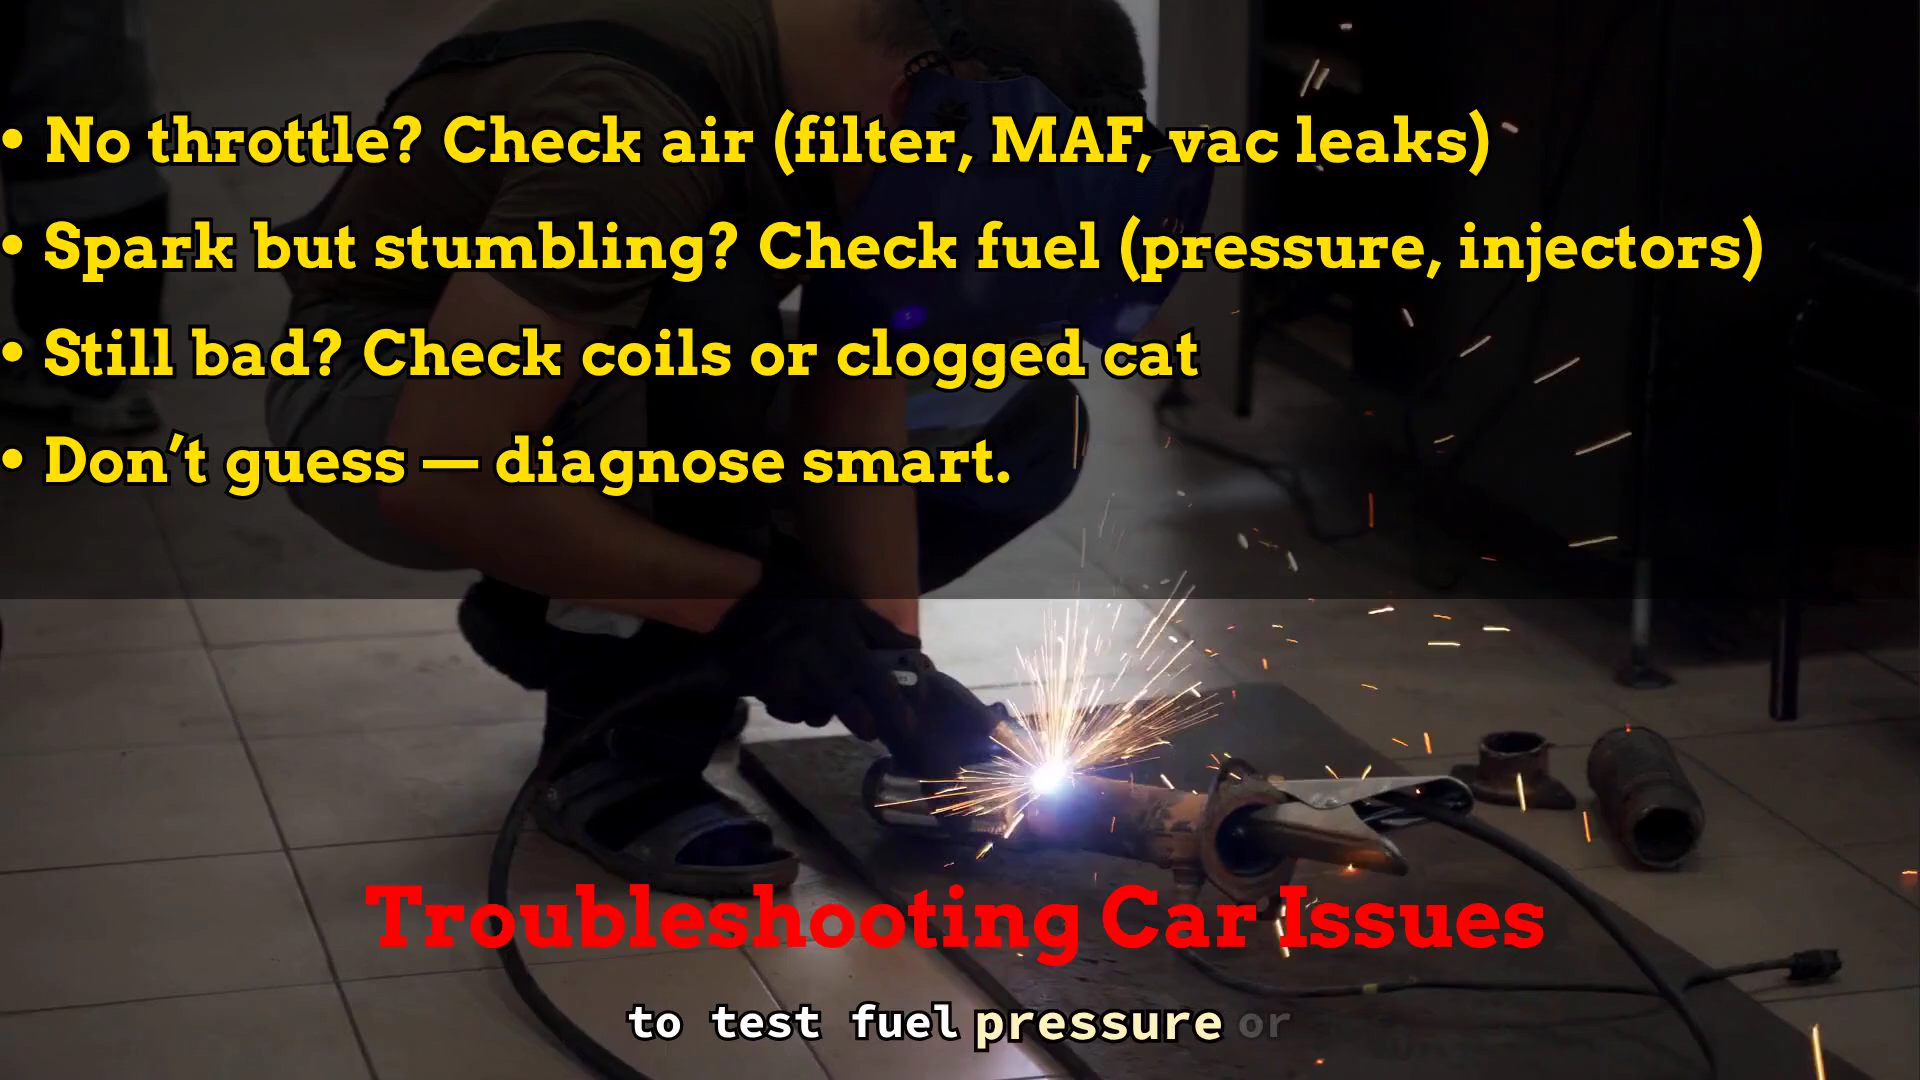 • No throttle? Check air (filter, MAF, vac leaks)
• Spark but stumbling? Check fuel (pressure, injectors)
• Still bad? Check coils or clogged cat
• Don’t guess — diagnose smart.
Troubleshooting Car Issues
to test fuel pressure or